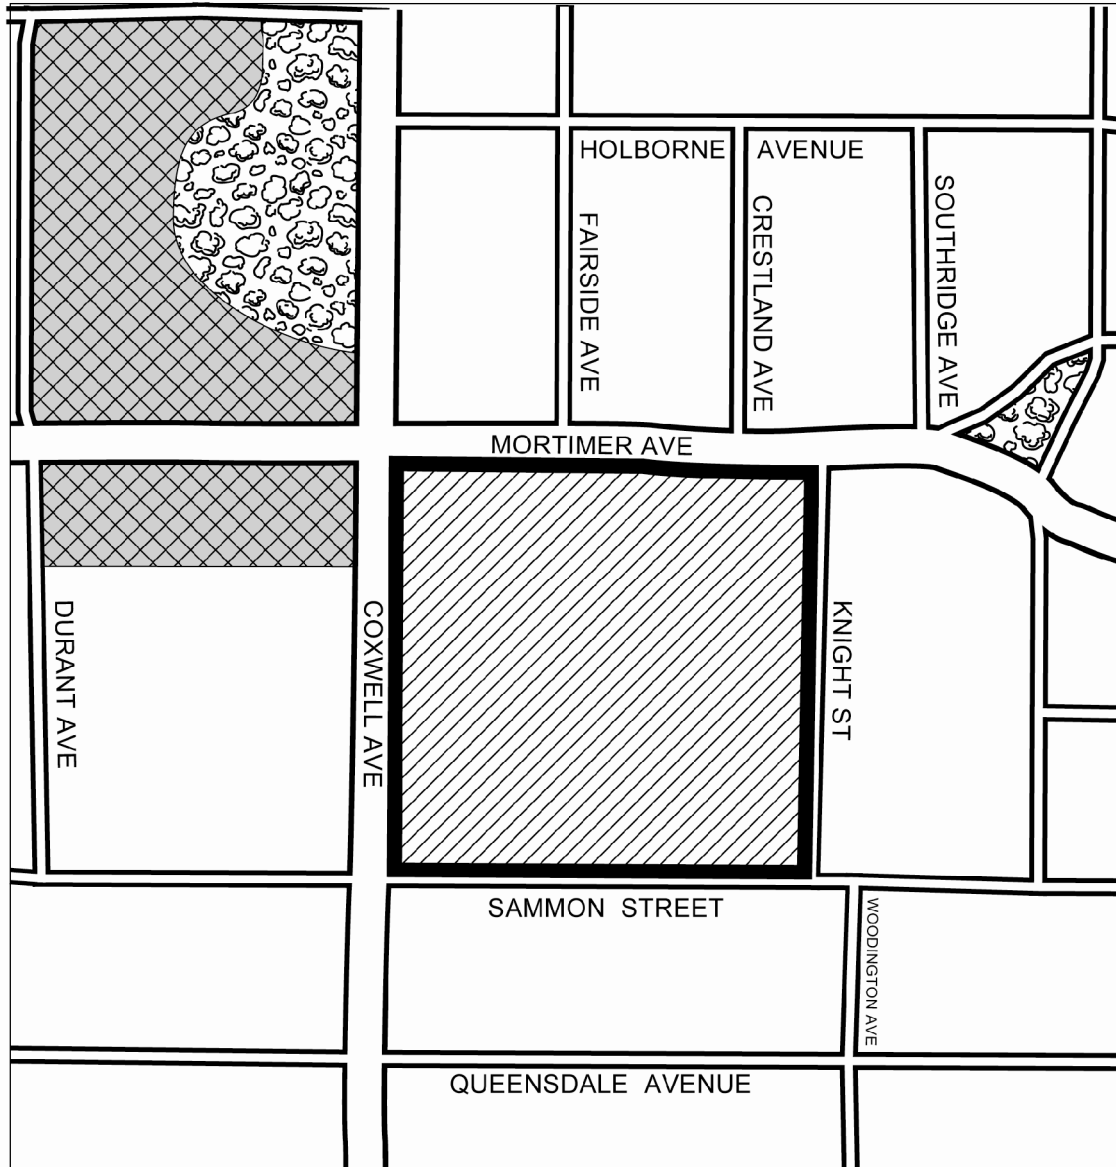 HOLBORNE AVENUE
FAIRSIDE AVE
CRESTLAND AVE
SOUTHRIDGE AVE
MORTIMER AVE
DURANT AVE
COXWELL AVE
KNIGHT ST
SAMMON STREET
WOODINGTON AVE
QUEENSDALE AVENUE